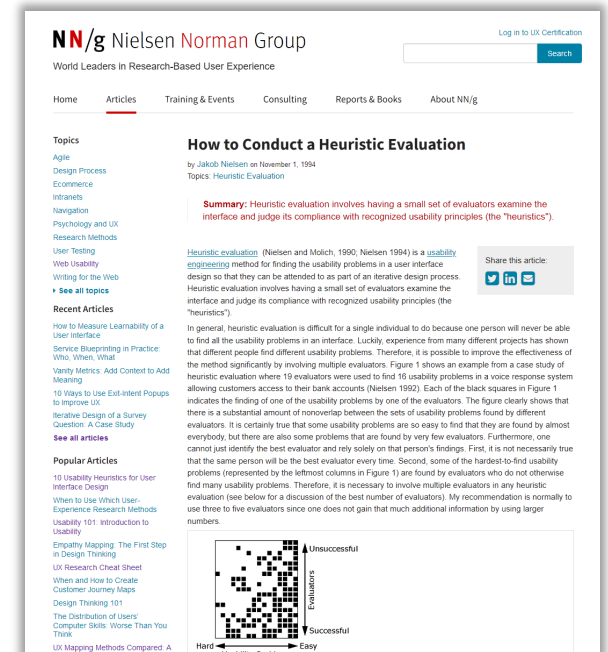 NN/g Nielsen Norman Group
World Leaders in Research-Based User Experience
Log in to UX Certification
Search
Home Articles Training & Events Consulting Reports & Books About NN/g
Topics
Agile
Design Process
Ecommerce
Intranets
Navigation
Psychology and UX
Research Methods
User Testing
Web Usability
Writing for the Web
See all topics
Recent Articles
How to Measure Learnability of a
User Interface
Service Blueprinting in Practice:
Who, When, What
Vanity Metrics: Add Context to Add
Meaning
10 Ways to Use Exit-Intent Popups
to Improve UX
Iterative Design of a Survey
Question: A Case Study
See all articles
Popular Articles
10 Usability Heuristics for User
Interface Design
When to Use Which User-
Experience Research Methods
Usability 101: Introduction to
Usability
Empathy Mapping: The First Step
in Design Thinking
UX Research Cheat Sheet
When and How to Create
Customer Journey Maps
Design Thinking 101
The Distribution of Users'
Computer Skills: Worse Than You
Think
UX Mapping Methods Compared: A
How to Conduct a Heuristic Evaluation
by Jakob Nielsen on November 1, 1994
Topics: Heuristic Evaluation
Summary: Heuristic evaluation involves having a small set of evaluators examine the
interface and judge its compliance with recognized usability principles (the "heuristics").
Heuristic evaluation (Nielsen and Molich, 1990; Nielsen 1994) is a usability
engineering method for finding the usability problems in a user interface
design so that they can be attended to as part of an iterative design process.
Heuristic evaluation involves having a small set of evaluators examine the
interface and judge its compliance with recognized usability principles (the
"heuristics").
Share this article:
In general, heuristic evaluation is difficult for a single individual to do because one person will never be able
to find all the usability problems in an interface. Luckily, experience from many different projects has shown
that different people find different usability problems. Therefore, it is possible to improve the effectiveness of
the method significantly by involving multiple evaluators. Figure 1 shows an example from a case study of
heuristic evaluation where 19 evaluators were used to find 16 usability problems in a voice response system
allowing customers access to their bank accounts (Nielsen 1992). Each of the black squares in Figure 1
indicates the finding of one of the usability problems by one of the evaluators. The figure clearly shows that
there is a substantial amount of nonoverlap between the sets of usability problems found by different
evaluators. It is certainly true that some usability problems are so easy to find that they are found by almost
everybody, but there are also some problems that are found by very few evaluators. Furthermore, one
cannot just identify the best evaluator and rely solely on that person's findings. First, it is not necessarily true
that the same person will be the best evaluator every time. Second, some of the hardest-to-find usability
problems (represented by the leftmost columns in Figure 1) are found by evaluators who do not otherwise
find many usability problems. Therefore, it is necessary to involve multiple evaluators in any heuristic
evaluation (see below for a discussion of the best number of evaluators). My recommendation is normally to
use three to five evaluators since one does not gain that much additional information by using larger
numbers.
Unsuccessful
Evaluators
Successful
Hard Easy